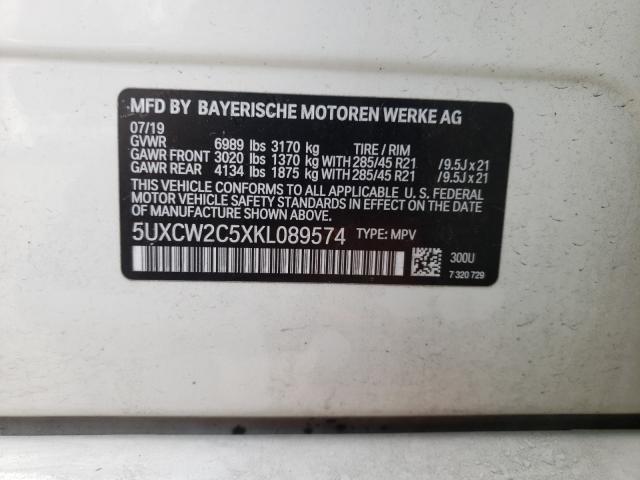 MFD BY BAYERISCHE MOTOREN WERKE AG
07/19
GVWR 6989 lbs 3170 kg TIRE / RIM
GAWR FRONT 3020 lbs 1370 kg WITH 285/45 R21 /9.5J x 21
GAWR REAR 4134 lbs 1875 kg WITH 285/45 R21 /9.5J x 21
THIS VEHICLE CONFORMS TO ALL APPLICABLE U. S. FEDERAL
MOTOR VEHICLE SAFETY STANDARDS IN EFFECT ON THE DATE
OF MANUFACTURE SHOWN ABOVE.
5UXCW2C5XKL089574 TYPE: MPV
300U
7 320 729